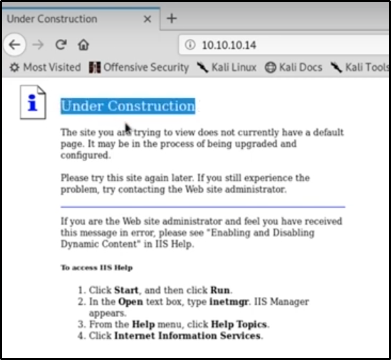 Under Construction
10.10.10.14
Most Visited Offensive Security Kali Linux Kali Docs Kali Tools
Under Construction
The site you are trying to view does not currently have a default
page. It may be in the process of being upgraded and
configured.
Please try this site again later. If you still experience the
problem, try contacting the Web site administrator.
If you are the Web site administrator and feel you have received
this message in error, please see "Enabling and Disabling
Dynamic Content" in IIS Help.
To access IIS Help
1. Click Start, and then click Run.
2. In the Open text box, type inetmgr. IIS Manager
appears.
3. From the Help menu, click Help Topics.
4. Click Internet Information Services.